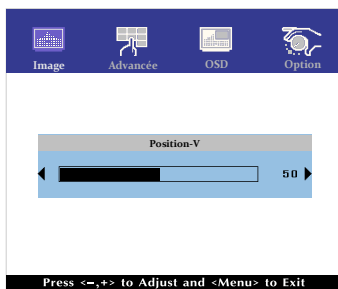 Image Advancée OSD Option
Position-V
50
Press <–,+> to Adjust and <Menu> to Exit